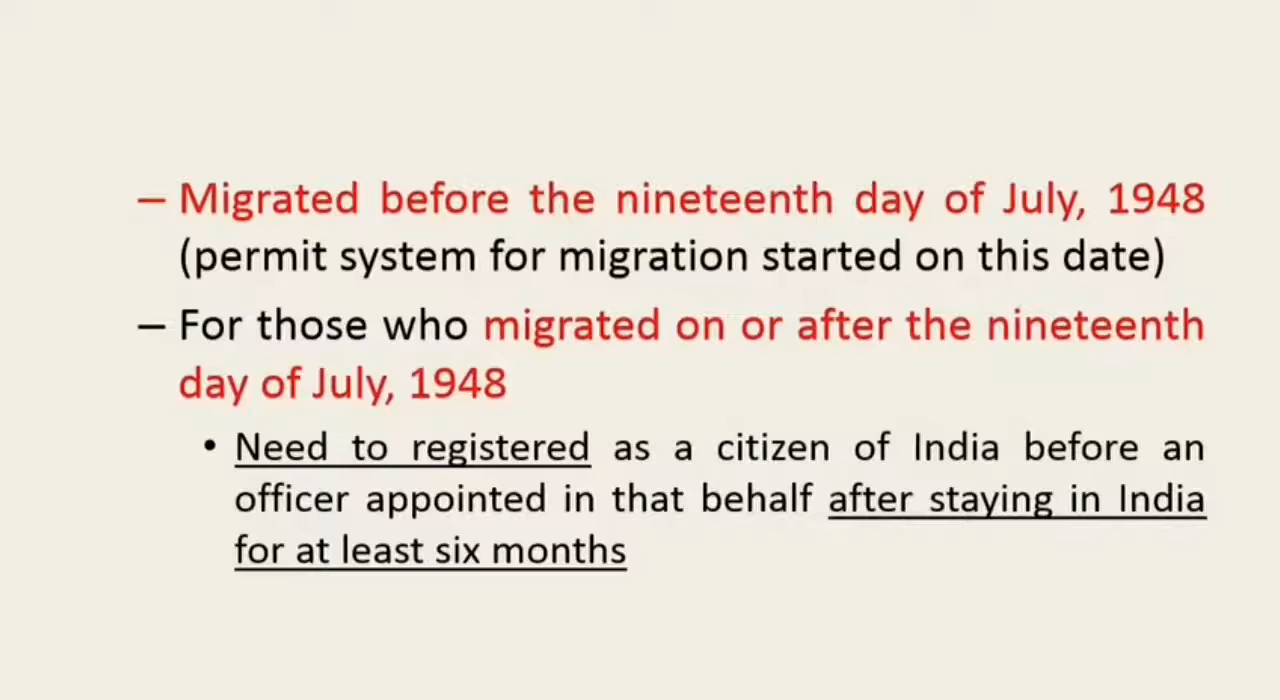 – Migrated before the nineteenth day of July, 1948
(permit system for migration started on this date)
– For those who migrated on or after the nineteenth
day of July, 1948
• Need to registered as a citizen of India before an
officer appointed in that behalf after staying in India
for at least six months